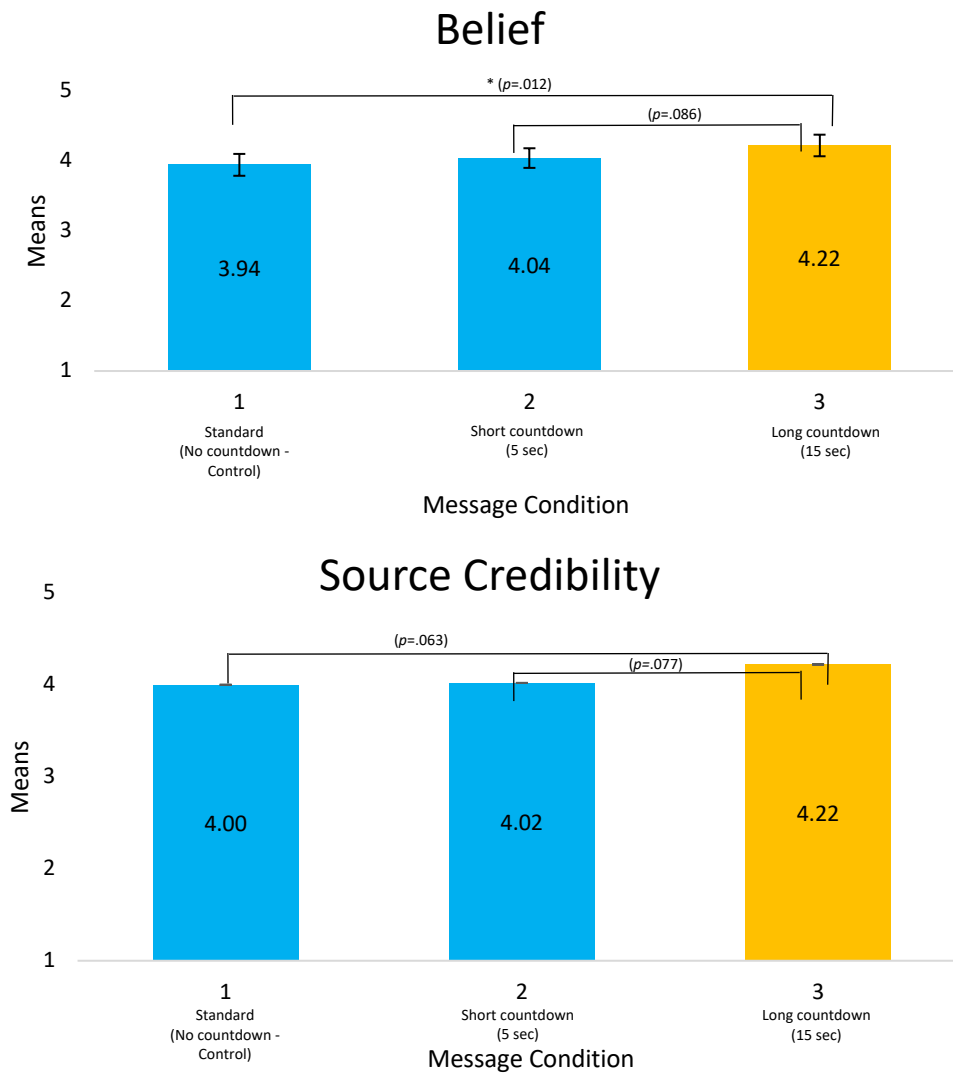 Belief
5
* (p=.012)
(p=.086)
4
Means
3
3.94
4.04
4.22
2
1
1
2
3
Standard
(No countdown -
Control)
Short countdown
(5 sec)
Long countdown
(15 sec)
Message Condition
Source Credibility
5
(p=.063)
(p=.077)
4
Means
3
4.00
4.02
4.22
2
1
1
2
3
Standard
(No countdown -
Control)
Short countdown
(5 sec)
Long countdown
(15 sec)
Message Condition